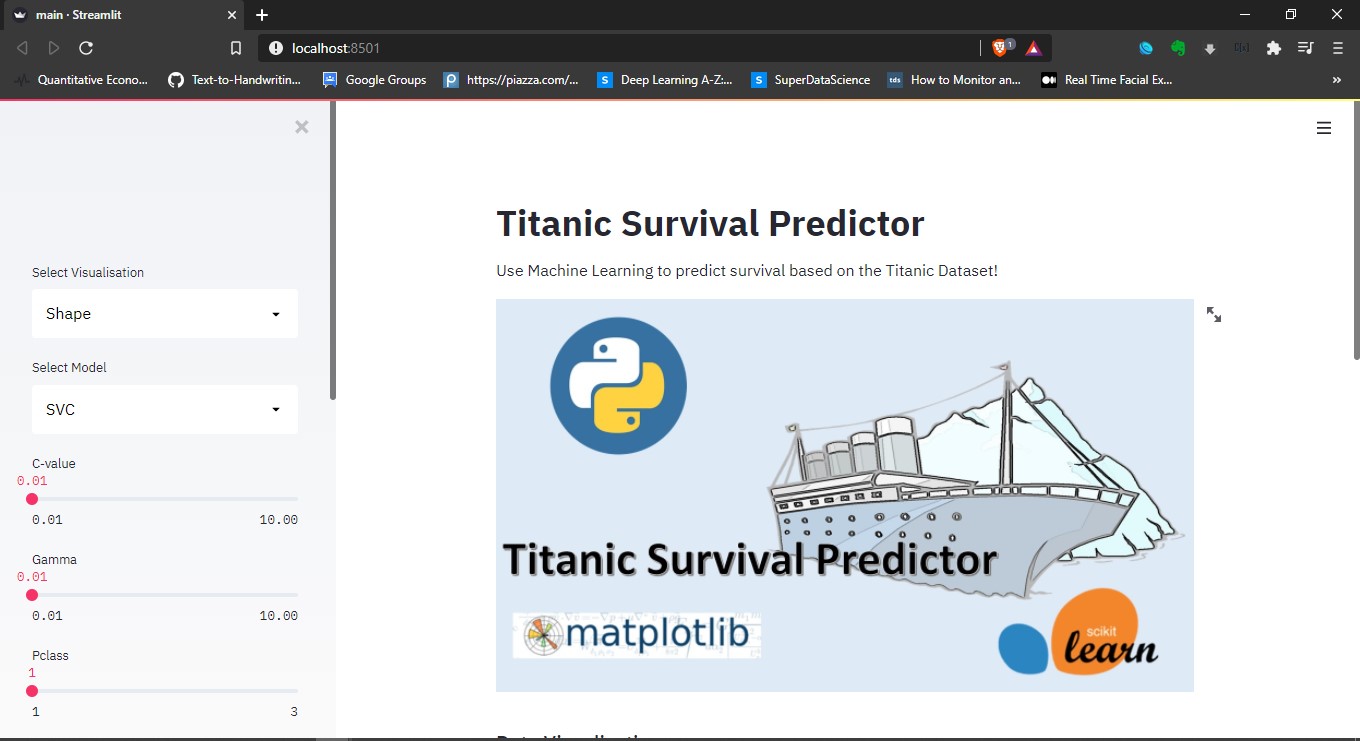 main · Streamlit
localhost:8501
1
Quantitative Econo...
Text-to-Handwritin...
Google Groups
https://piazza.com/...
Deep Learning A-Z:...
SuperDataScience
How to Monitor an...
Real Time Facial Ex...
Select Visualisation
Shape
Select Model
SVC
C-value
0.01
0.01 10.00
Gamma
0.01
0.01 10.00
Pclass
1
1 3
Titanic Survival Predictor
Use Machine Learning to predict survival based on the Titanic Dataset!
Titanic Survival Predictor
matplotlib
scikit
learn